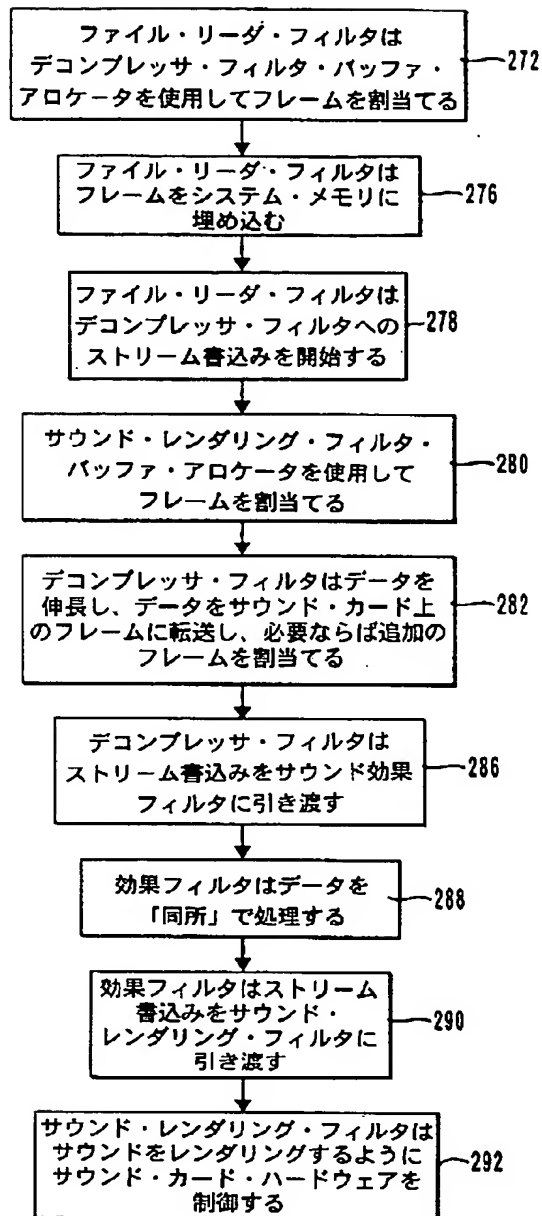 ファイル・リーダ・フィルタは
デコンプレッサ・フィルタ・バッファ・
アロケータを使用してフレームを割当てる
272
ファイル・リーダ・フィルタは
フレームをシステム・メモリに
埋め込む
276
ファイル・リーダ・フィルタは
デコンプレッサ・フィルタへの
ストリーム書込みを開始する
278
サウンド・レンダリング・フィルタ・
バッファ・アロケータを使用して
フレームを割当てる
280
デコンプレッサ・フィルタはデータを
伸長し、データをサウンド・カード上
のフレームに転送し、必要ならば追加の
フレームを割当てる
282
デコンプレッサ・フィルタは
ストリーム書込みをサウンド効果
フィルタに引き渡す
286
効果フィルタはデータを
「同所」で処理する
288
効果フィルタはストリーム
書込みをサウンド・
レンダリング・フィルタに
引き渡す
290
サウンド・レンダリング・フィルタは
サウンドをレンダリングするように
サウンド・カード・ハードウェアを
制御する
292